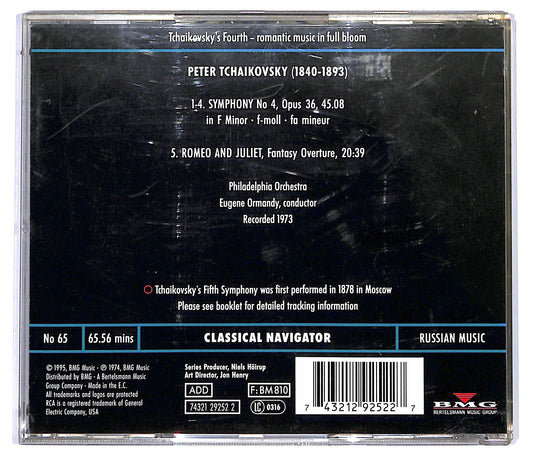 Tchaikovsky's Fourth – romantic music in full bloom
PETER TCHAIKOVSKY (1840-1893)
1-4. SYMPHONY No 4, Opus 36, 45.08
in F Minor · f-moll · fa mineur
5. ROMEO AND JULIET, Fantasy Overture, 20:39
Philadelphia Orchestra
Eugene Ormandy, conductor
Recorded 1973
Tchaikovsky's Fifth Symphony was first performed in 1878 in Moscow
Please see booklet for detailed tracking information
No 65 65.56 mins CLASSICAL NAVIGATOR RUSSIAN MUSIC
© 1995, BMG Music · ℗ 1974, BMG Music
Distributed by BMG · A Bertelsmann Music
Group Company · Made in the E.C.
All trademarks and logos are protected
RCA is a registered trademark of General
Electric Company, USA
Series Producer, Niels Höirup
Art Director, Jon Henry
ADD F: BM 810
74321 29252 2 LC 0316
7 43212 92522 7
BMG
BERTELSMANN MUSIC GROUP